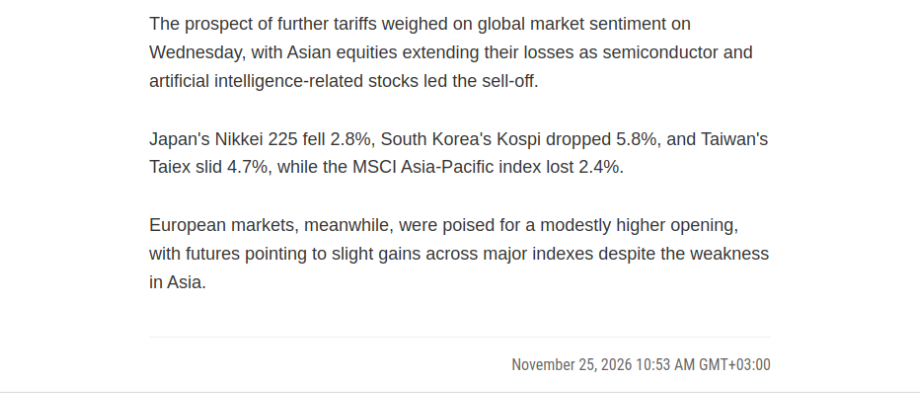 The prospect of further tariffs weighed on global market sentiment on
Wednesday, with Asian equities extending their losses as semiconductor and
artificial intelligence-related stocks led the sell-off.
Japan's Nikkei 225 fell 2.8%, South Korea's Kospi dropped 5.8%, and Taiwan's
Taiex slid 4.7%, while the MSCI Asia-Pacific index lost 2.4%.
European markets, meanwhile, were poised for a modestly higher opening,
with futures pointing to slight gains across major indexes despite the weakness
in Asia.
November 25, 2026 10:53 AM GMT+03:00